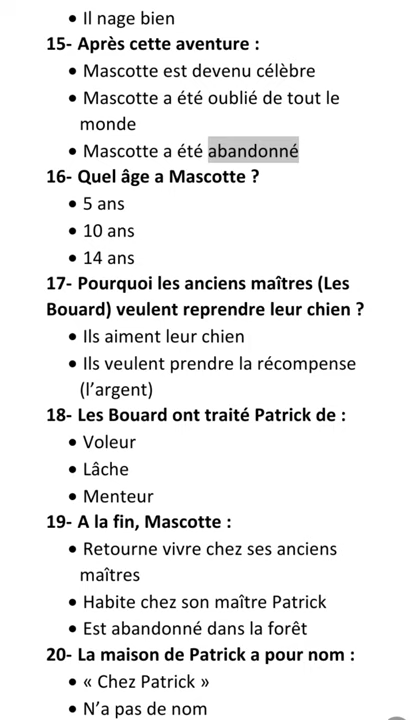 • Il nage bien
15- Après cette aventure :
• Mascotte est devenu célèbre
• Mascotte a été oublié de tout le
monde
• Mascotte a été abandonné
16- Quel âge a Mascotte ?
• 5 ans
• 10 ans
• 14 ans
17- Pourquoi les anciens maîtres (Les
Bouard) veulent reprendre leur chien ?
• Ils aiment leur chien
• Ils veulent prendre la récompense
(l’argent)
18- Les Bouard ont traité Patrick de :
• Voleur
• Lâche
• Menteur
19- A la fin, Mascotte :
• Retourne vivre chez ses anciens
maîtres
• Habite chez son maître Patrick
• Est abandonné dans la forêt
20- La maison de Patrick a pour nom :
• « Chez Patrick »
• N’a pas de nom